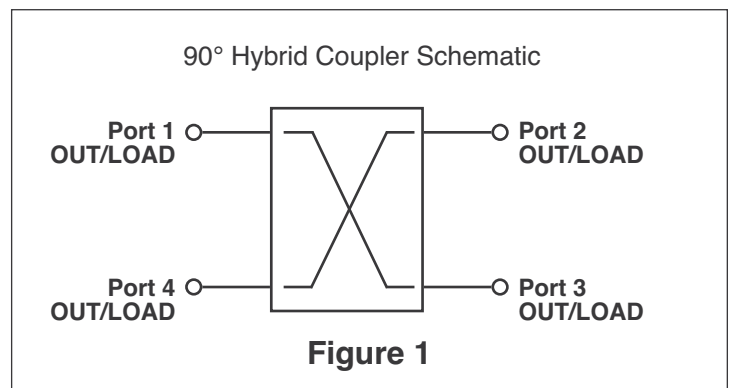 90° Hybrid Coupler Schematic
Port 1
OUT/LOAD
Port 2
OUT/LOAD
Port 4
OUT/LOAD
Port 3
OUT/LOAD
Figure 1